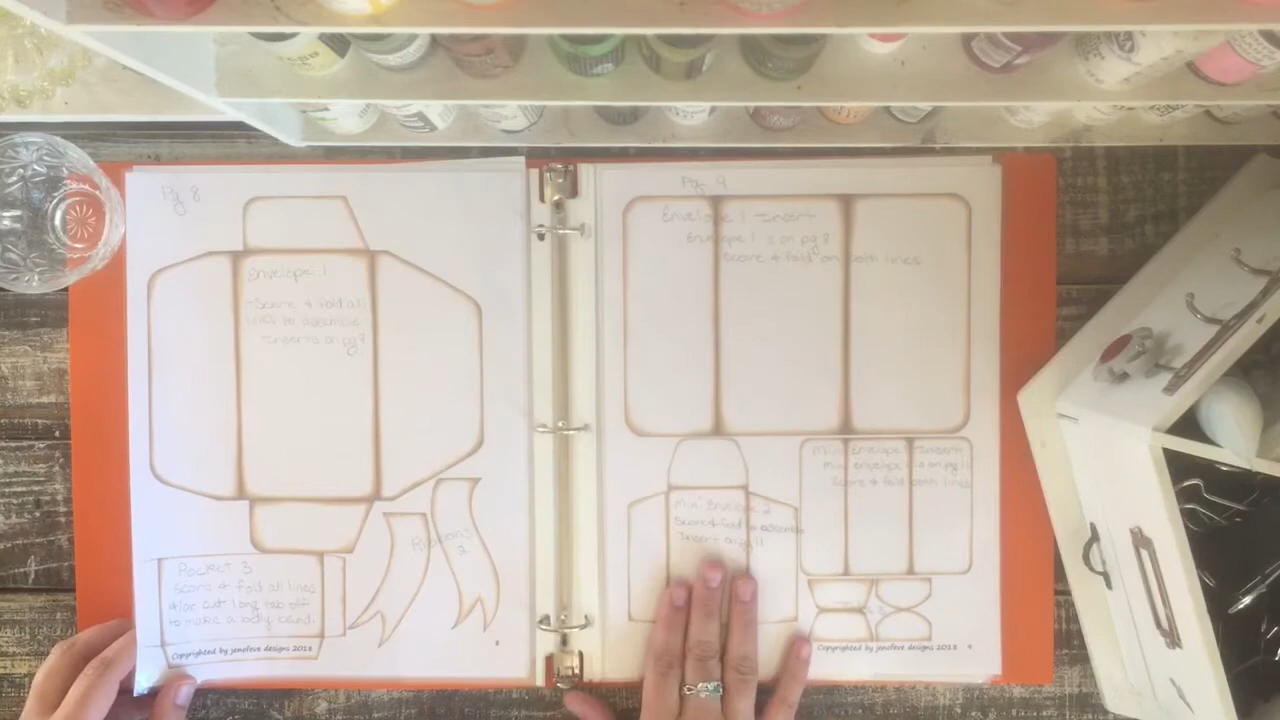 Pg 8
Envelope 1
-Score & fold all
lines to assemble
-Inserts on pg 9
Ribbons
2
Pocket 3
Score & fold all lines
&/or cut long tab off
to make a belly band.
Copyrighted by jenofeve designs 2018
8
Pg 9
Envelope 1 Insert
Envelope 1 is on pg 8
Score & fold on both lines
Mini Envelope Insert
Mini envelope is on pg 11
Score & fold both lines
Mini Envelope 2
Score & fold to assemble
Insert on pg 11
Copyrighted by jenofeve designs 2018
9